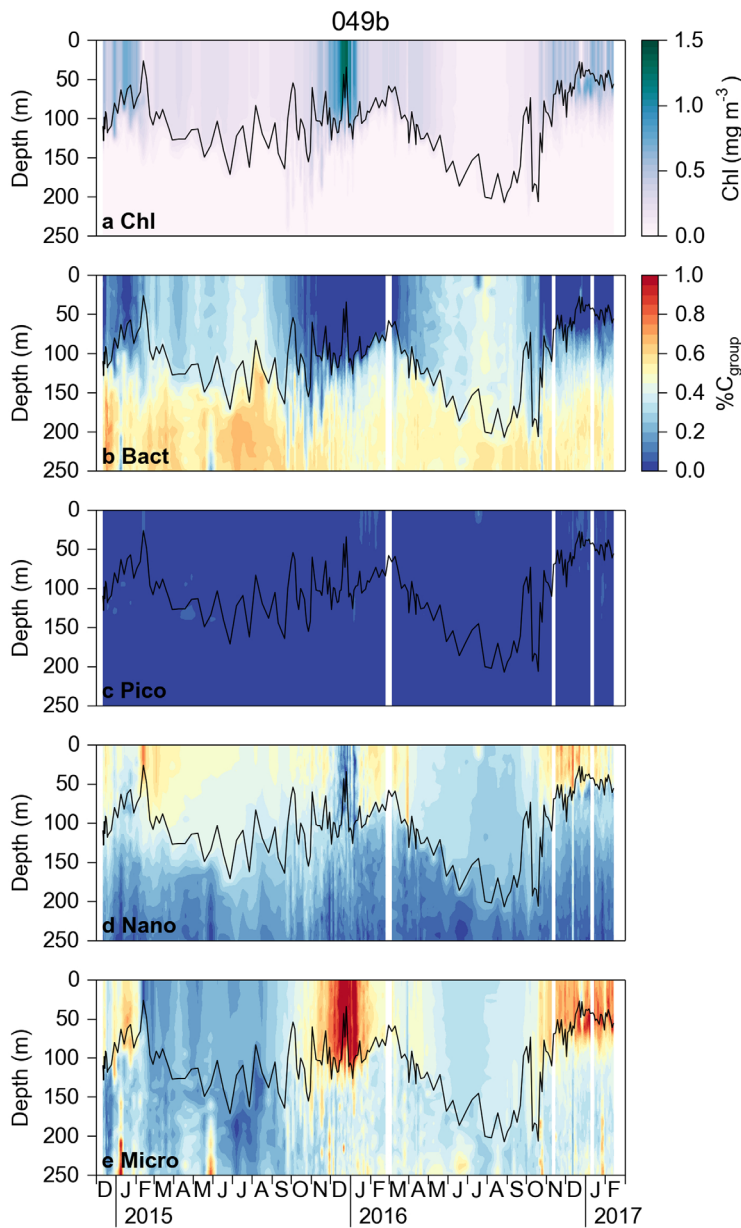 049b
0
50
100
150
200
250
Depth (m)
a Chl
1.5
1.0
0.5
0.0
Chl (mg m⁻³)
0
50
100
150
200
250
Depth (m)
b Bact
1.0
0.8
0.6
0.4
0.2
0.0
%C_group
0
50
100
150
200
250
Depth (m)
c Pico
0
50
100
150
200
250
Depth (m)
d Nano
0
50
100
150
200
250
Depth (m)
e Micro
D J F M A M J J A S O N D J F M A M J J A S O N D J F
2015 2016 2017